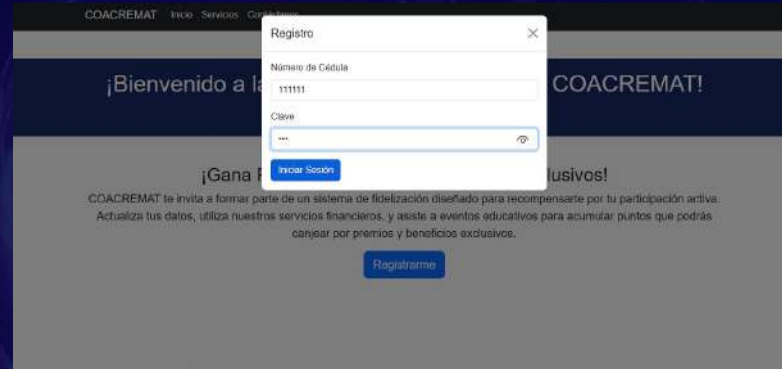 COACREMAT Inicio Servicios
Registro
Número de Cédula
111111
Clave
Iniciar Sesión
¡Bienvenido a la COACREMAT!
¡Gana lusivos!
COACREMAT te invita a formar parte de un sistema de fidelización diseñado para recompensarte por tu participación activa.
Actualiza tus datos, utiliza nuestros servicios financieros, y asiste a eventos educativos para acumular puntos que podrás
canjear por premios y beneficios exclusivos.
Registrarme